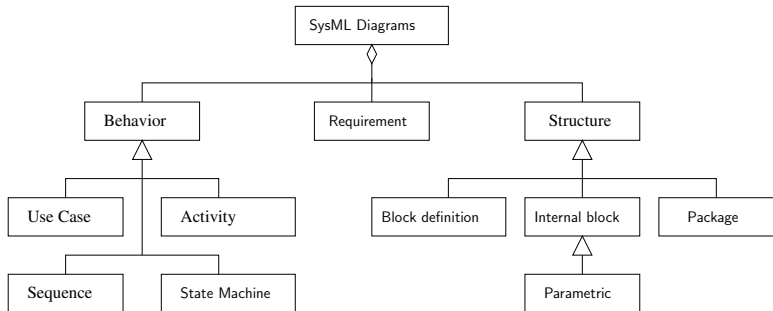 SysML Diagrams
Behavior
Requirement
Structure
Use Case
Activity
Block definition
Internal block
Package
Sequence
State Machine
Parametric